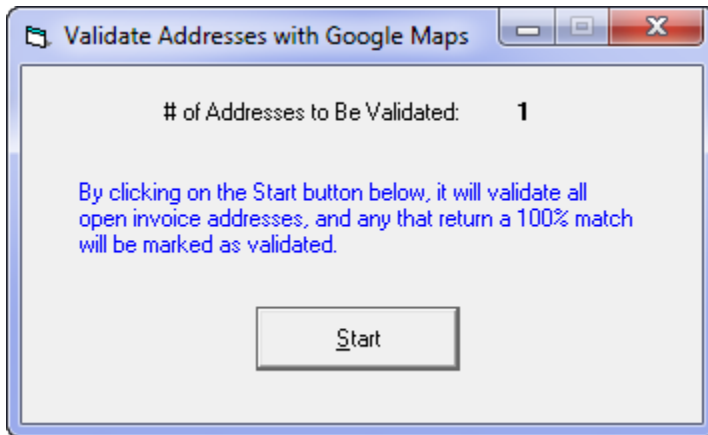 Validate Addresses with Google Maps
# of Addresses to Be Validated: 1
By clicking on the Start button below, it will validate all
open invoice addresses, and any that return a 100% match
will be marked as validated.
Start